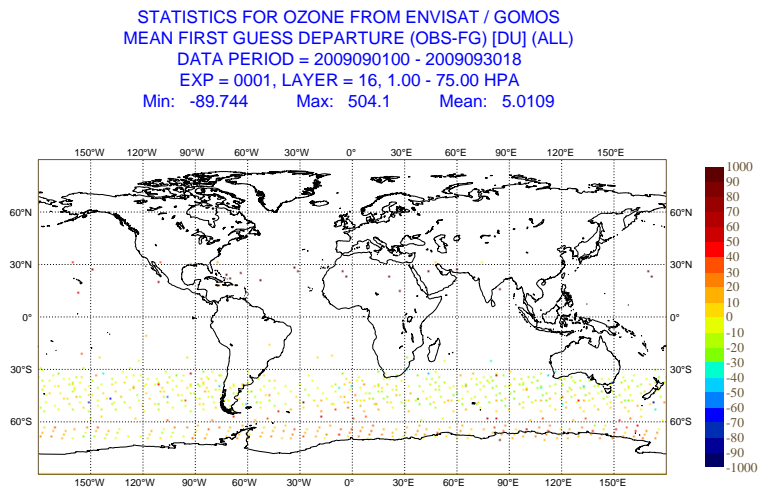 STATISTICS FOR OZONE FROM ENVISAT / GOMOS
MEAN FIRST GUESS DEPARTURE (OBS-FG) [DU] (ALL)
DATA PERIOD = 2009090100 - 2009093018
EXP = 0001, LAYER = 16, 1.00 - 75.00 HPA
Min: -89.744 Max: 504.1 Mean: 5.0109
150°W 120°W 90°W 60°W 30°W 0° 30°E 60°E 90°E 120°E 150°E
60°N 60°N
30°N 30°N
0° 0°
30°S 30°S
60°S 60°S
150°W 120°W 90°W 60°W 30°W 0° 30°E 60°E 90°E 120°E 150°E
1000
90
80
70
60
50
40
30
20
10
0
-10
-20
-30
-40
-50
-60
-70
-80
-90
-1000